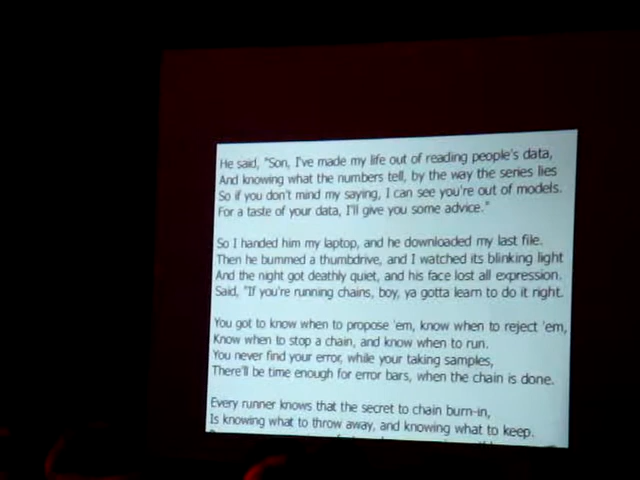 He said, "Son, I've made my life out of reading people's data,
And knowing what the numbers tell, by the way the series lies
So if you don't mind my saying, I can see you're out of models.
For a taste of your data, I'll give you some advice."
So I handed him my laptop, and he downloaded my last file.
Then he bummed a thumbdrive, and I watched its blinking light
And the night got deathly quiet, and his face lost all expression.
Said, "If you're running chains, boy, ya gotta learn to do it right.
You got to know when to propose 'em, know when to reject 'em,
Know when to stop a chain, and know when to run.
You never find your error, while your taking samples,
There'll be time enough for error bars, when the chain is done.
Every runner knows that the secret to chain burn-in,
Is knowing what to throw away, and knowing what to keep.